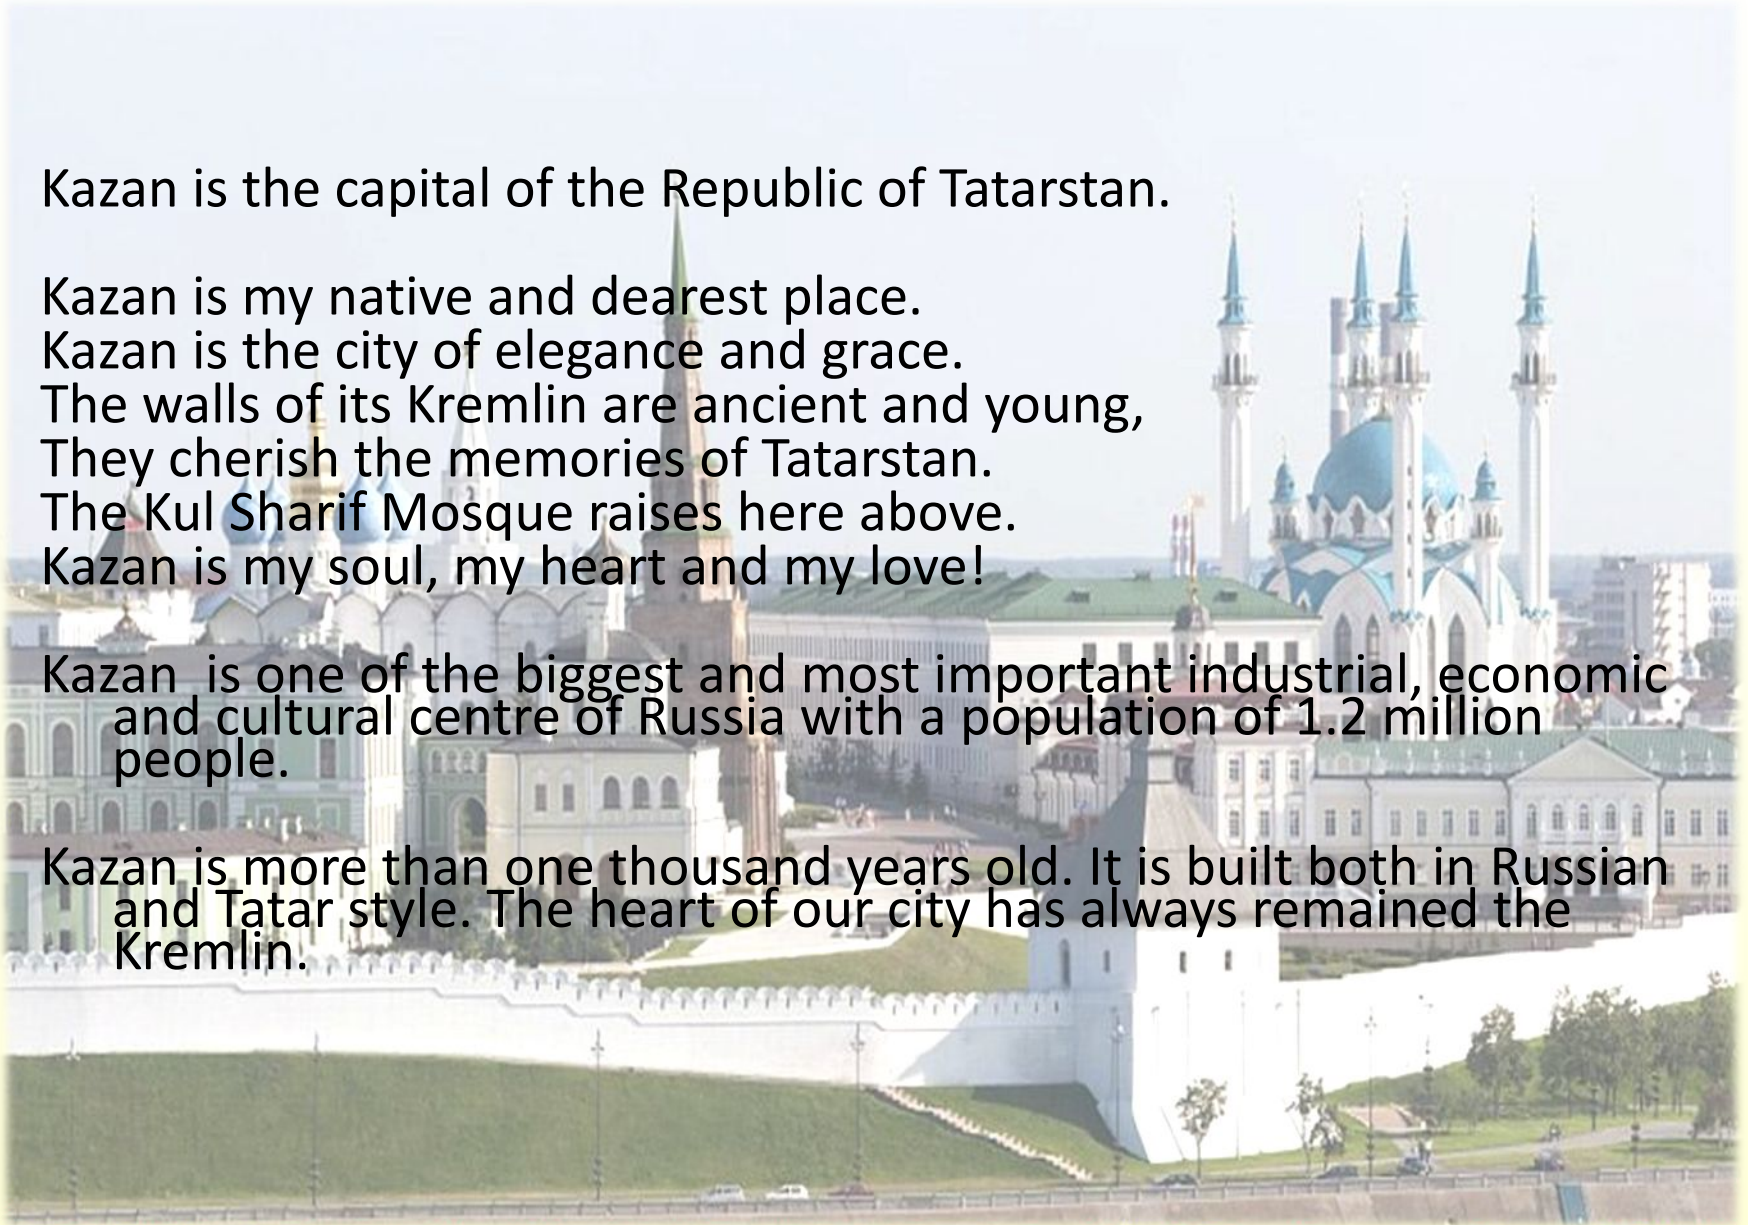 Kazan is the capital of the Republic of Tatarstan.
Kazan is my native and dearest place.
Kazan is the city of elegance and grace.
The walls of its Kremlin are ancient and young,
They cherish the memories of Tatarstan.
The Kul Sharif Mosque raises here above.
Kazan is my soul, my heart and my love!
Kazan  is one of the biggest and most important industrial, economic
and cultural centre of Russia with a population of 1.2 million
people.
Kazan is more than one thousand years old. It is built both in Russian
and Tatar style. The heart of our city has always remained the
Kremlin.